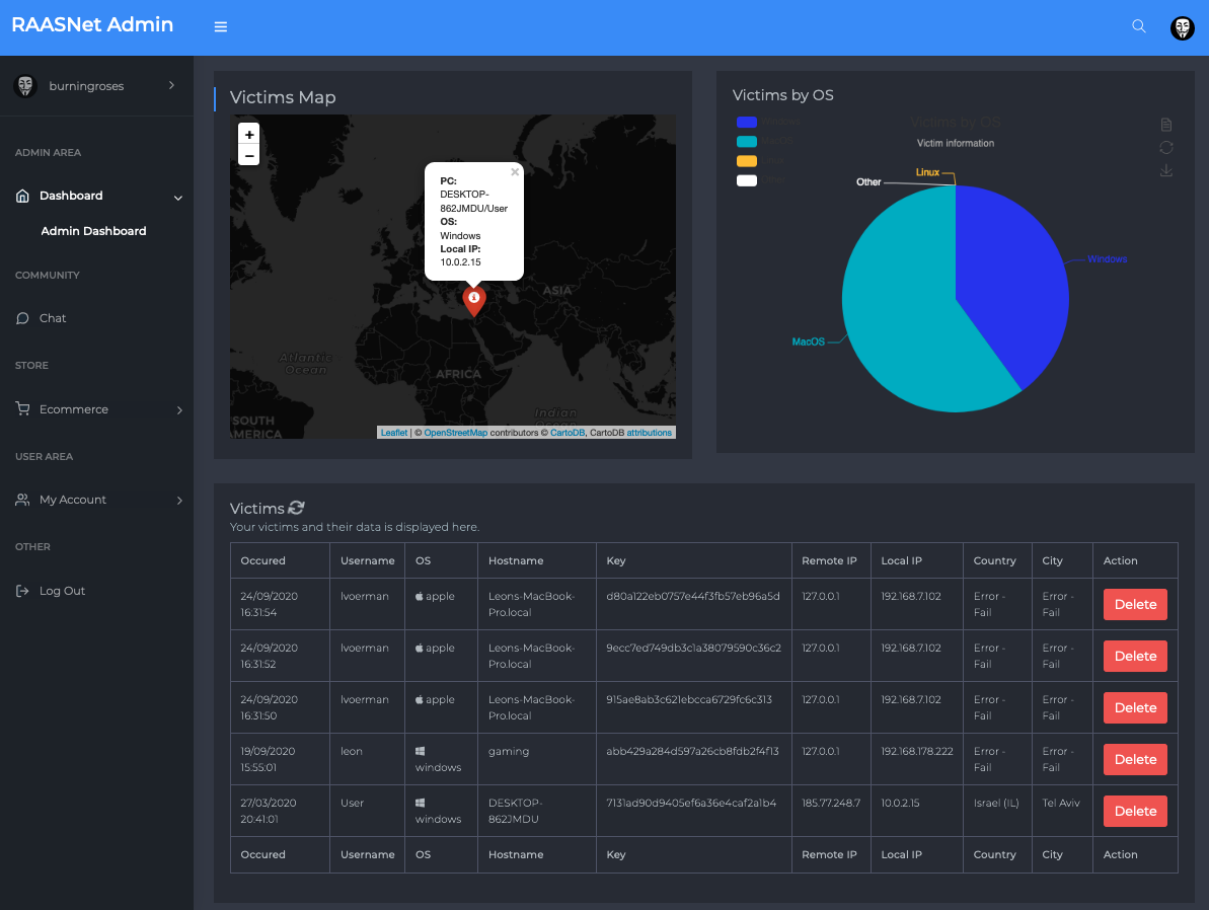 RAASNet Admin
burningroses
ADMIN AREA
Dashboard
Admin Dashboard
COMMUNITY
Chat
STORE
Ecommerce
USER AREA
My Account
OTHER
Log Out
Victims Map
+
−
PC:
DESKTOP-
862JMDU/User
OS:
Windows
Local IP:
10.0.2.15
ASIA
Atlantic
Ocean
AFRICA
SOUTH
AMERICA
Indian
Leaflet | © OpenStreetMap contributors © CartoDB, CartoDB attributions
Victims by OS
Victims by OS
Victim information
Linux
Other
Windows
MacOS
Victims
Your victims and their data is displayed here.
Occured Username OS Hostname Key Remote IP Local IP Country City Action
24/09/2020 lvoerman apple Leons-MacBook- d80a122eb0757e44f3fb57eb96a5d 127.0.0.1 192.168.7.102 Error - Error - Delete
16:31:54 Pro.local Fail Fail
24/09/2020 lvoerman apple Leons-MacBook- 9ecc7ed749db3c1a38079590c36c2 127.0.0.1 192.168.7.102 Error - Error - Delete
16:31:52 Pro.local Fail Fail
24/09/2020 lvoerman apple Leons-MacBook- 915ae8ab3c621ebcca6729fc6c313 127.0.0.1 192.168.7.102 Error - Error - Delete
16:31:50 Pro.local Fail Fail
19/09/2020 leon gaming abb429a284d597a26cb8fdb2f4f13 127.0.0.1 192.168.178.222 Error - Error - Delete
15:55:01 windows Fail Fail
27/03/2020 User DESKTOP- 7131ad90d9405ef6a36e4caf2a1b4 185.77.248.7 10.0.2.15 Israel (IL) Tel Aviv Delete
20:41:01 windows 862JMDU
Occured Username OS Hostname Key Remote IP Local IP Country City Action